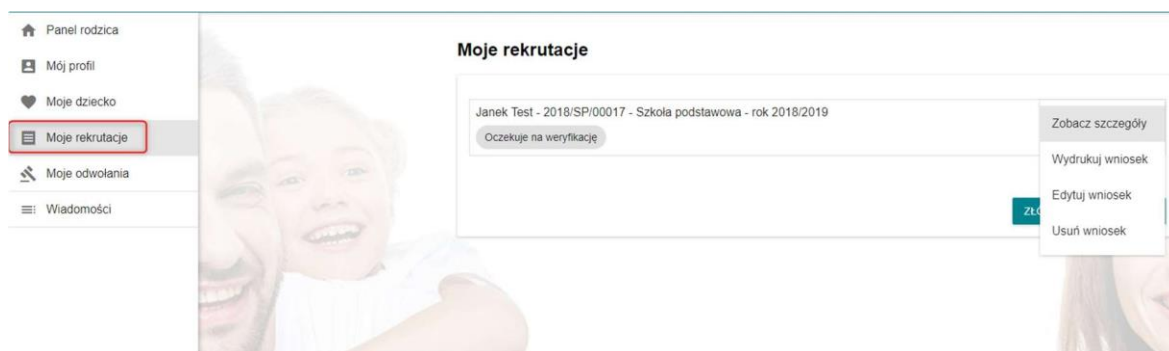 Panel rodzica
Mój profil
Moje dziecko
Moje rekrutacje
Moje odwołania
Wiadomości
Moje rekrutacje
Janek Test - 2018/SP/00017 - Szkoła podstawowa - rok 2018/2019
Oczekuje na weryfikację
Zobacz szczegóły
Wydrukuj wniosek
Edytuj wniosek
Usuń wniosek